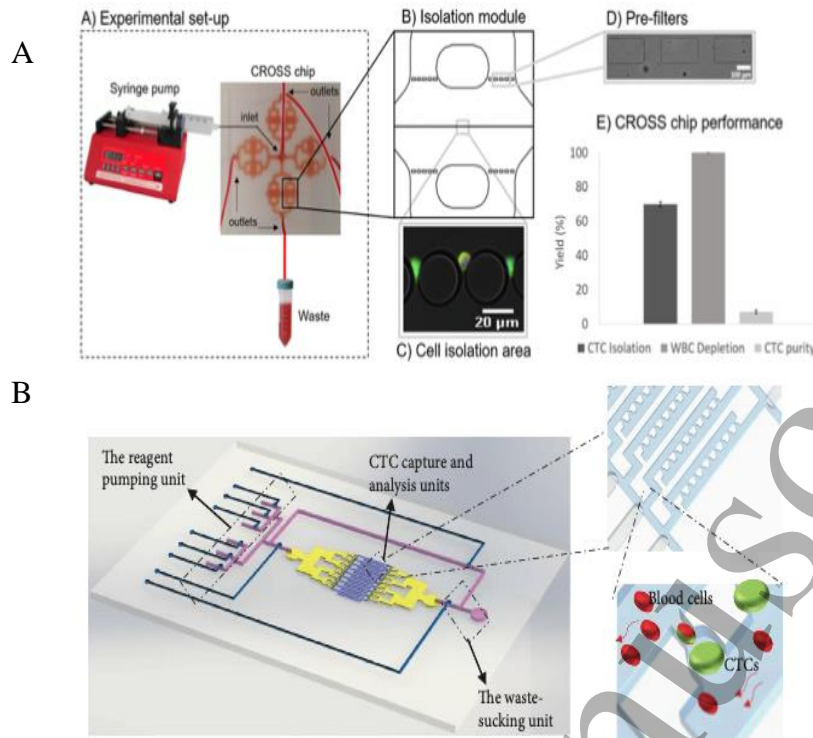 A
A) Experimental set-up
Syringe pump
CROSS chip
outlets
inlet
outlets
Waste
B) Isolation module
20 µm
C) Cell isolation area
D) Pre-filters
100 µm
E) CROSS chip performance
Yield (%)
100
80
60
40
20
0
CTC Isolation
WBC Depletion
CTC purity
B
The reagent
pumping unit
CTC capture and
analysis units
The waste-
sucking unit
Blood cells
CTCs